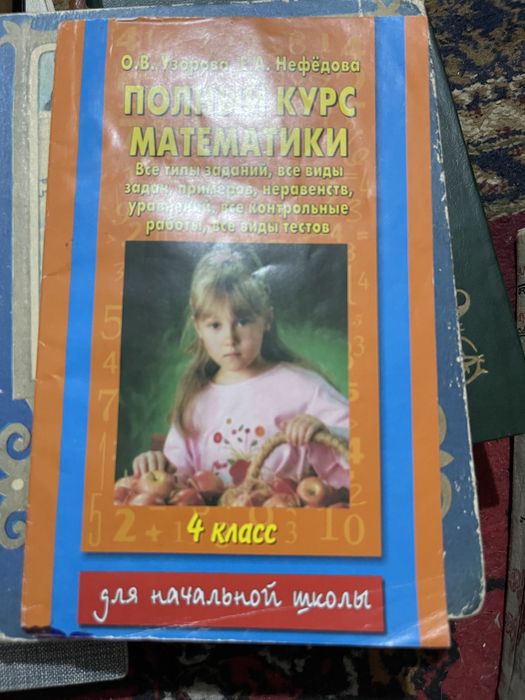 О.В. Узорова, Е.А. Нефёдова
ПОЛНЫЙ КУРС
МАТЕМАТИКИ
Все типы заданий, все виды
задач, примеров, неравенств,
уравнений, все контрольные
работы, все виды тестов
4 класс
для начальной школы